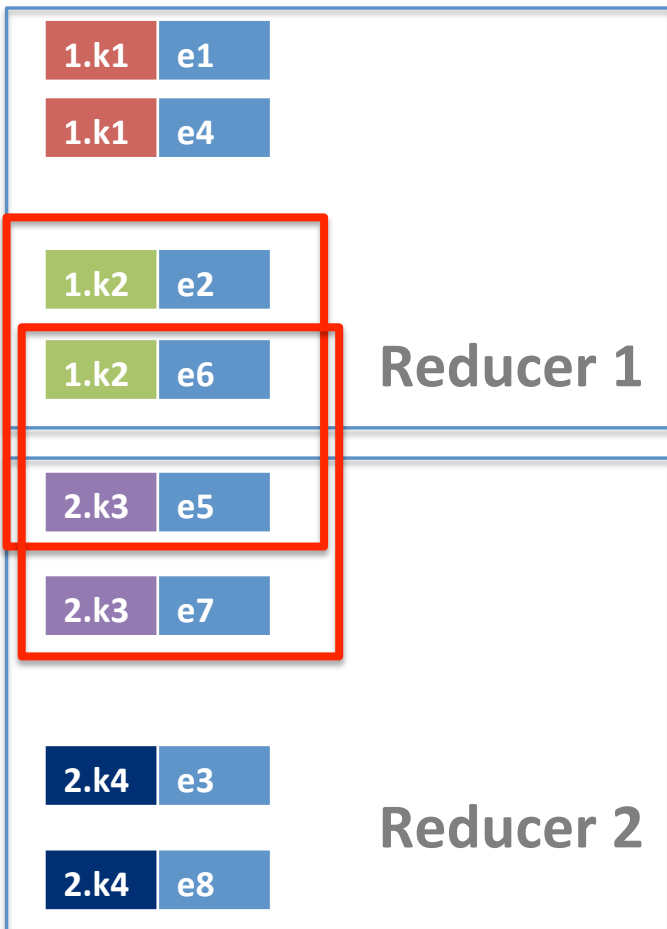 1.k1 e1
1.k1 e4
1.k2 e2
1.k2 e6
Reducer 1
2.k3 e5
2.k3 e7
2.k4 e3
Reducer 2
2.k4 e8